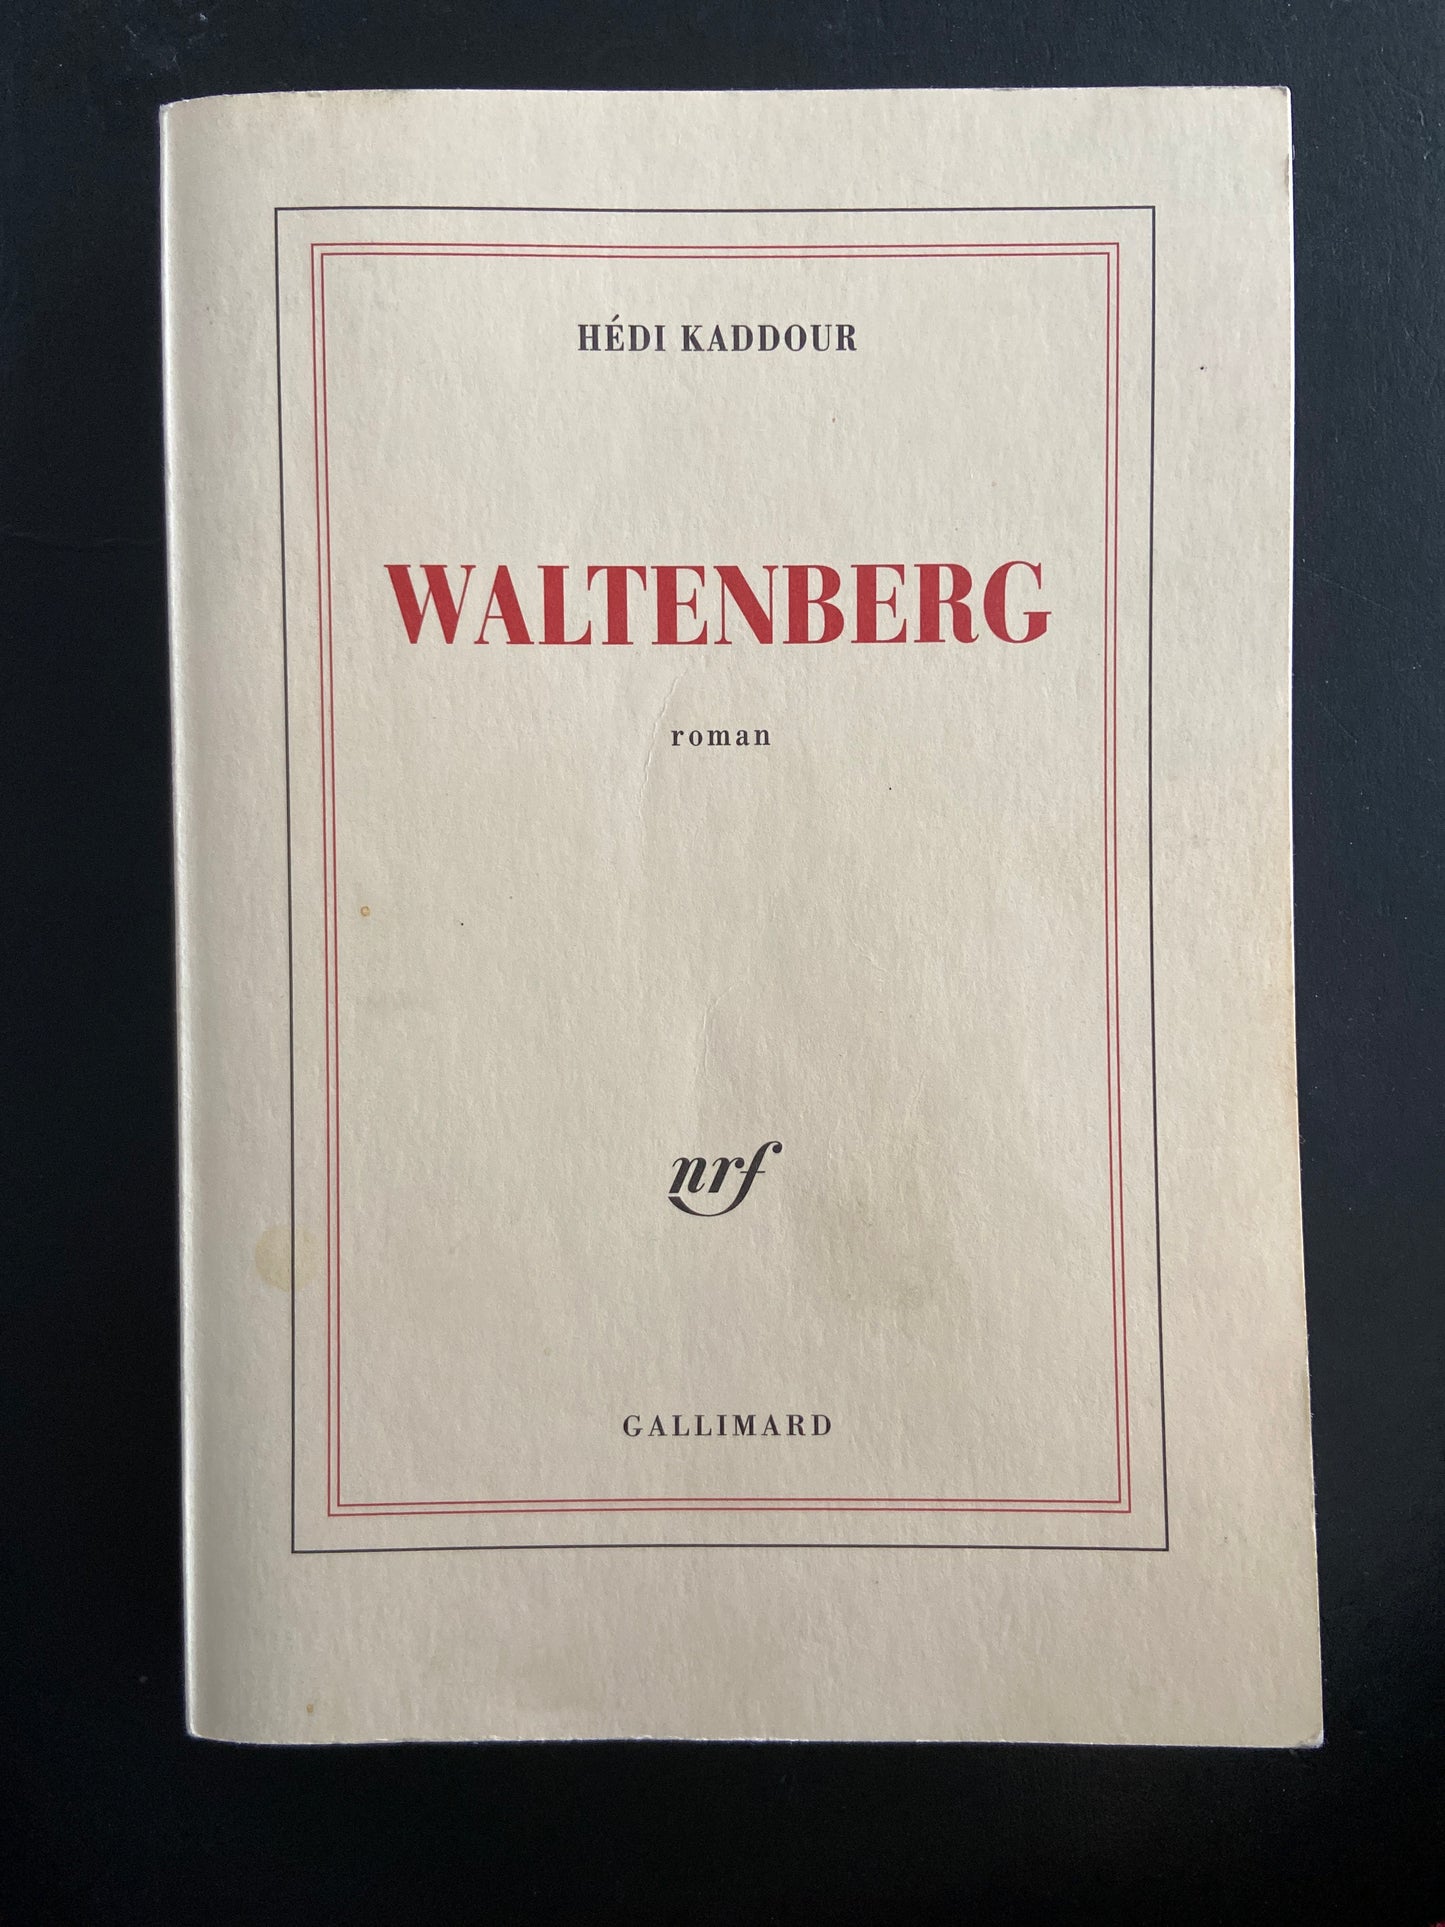 HÉDI KADDOUR
WALTENBERG
roman
nrf
GALLIMARD